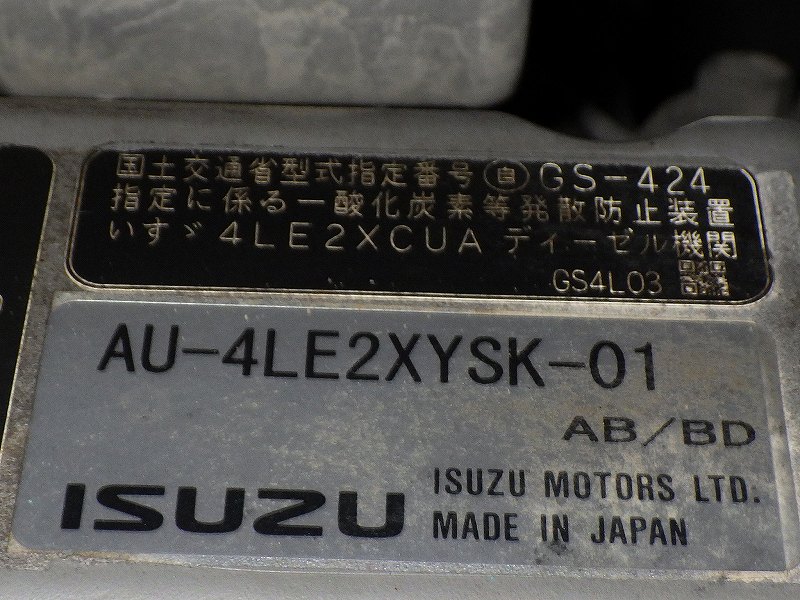 国土交通省型式指定番号 自 GS-424
指定に係る一酸化炭素等発散防止装置
いすゞ 4LE2XCUA ディーゼル機関
GS4L03
AU-4LE2XYSK-01
AB/BD
ISUZU
ISUZU MOTORS LTD.
MADE IN JAPAN